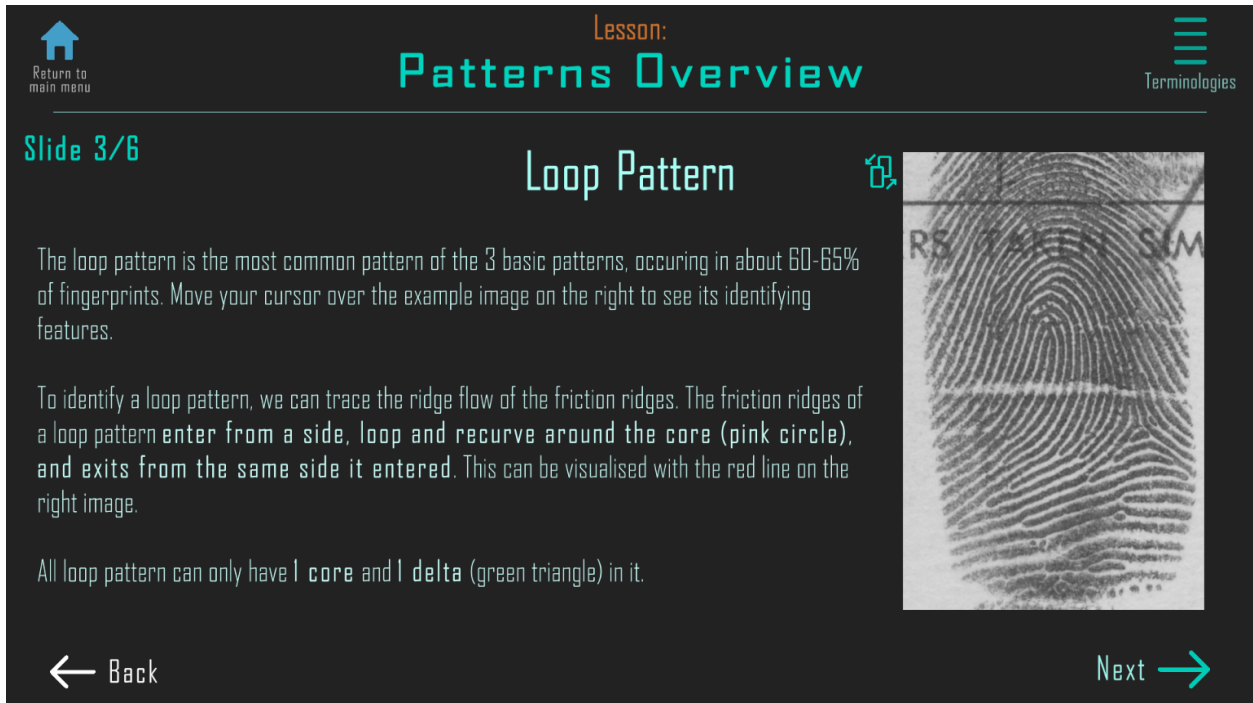 Lesson:
Return to
main menu
Patterns Overview
Terminologies
Slide 3/6
Loop Pattern
The loop pattern is the most common pattern of the 3 basic patterns, occuring in about 60-65%
of fingerprints. Move your cursor over the example image on the right to see its identifying
features.
To identify a loop pattern, we can trace the ridge flow of the friction ridges. The friction ridges of
a loop pattern enter from a side, loop and recurve around the core (pink circle),
and exits from the same side it entered. This can be visualised with the red line on the
right image.
All loop pattern can only have 1 core and 1 delta (green triangle) in it.
RS TAKEN SIM
Back
Next